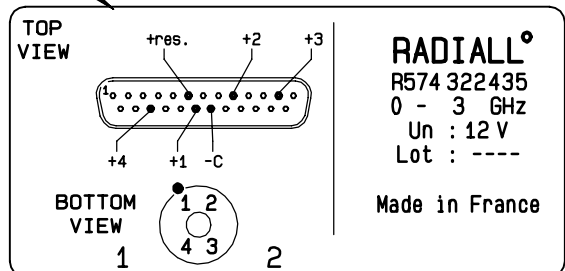 TOP
VIEW
+res. +2 +3
1
+4 +1 -C
BOTTOM
VIEW
1 2
4 3
1 2
RADIALL°
R574 322435
0 - 3 GHz
Un : 12 V
Lot : ----
Made in France